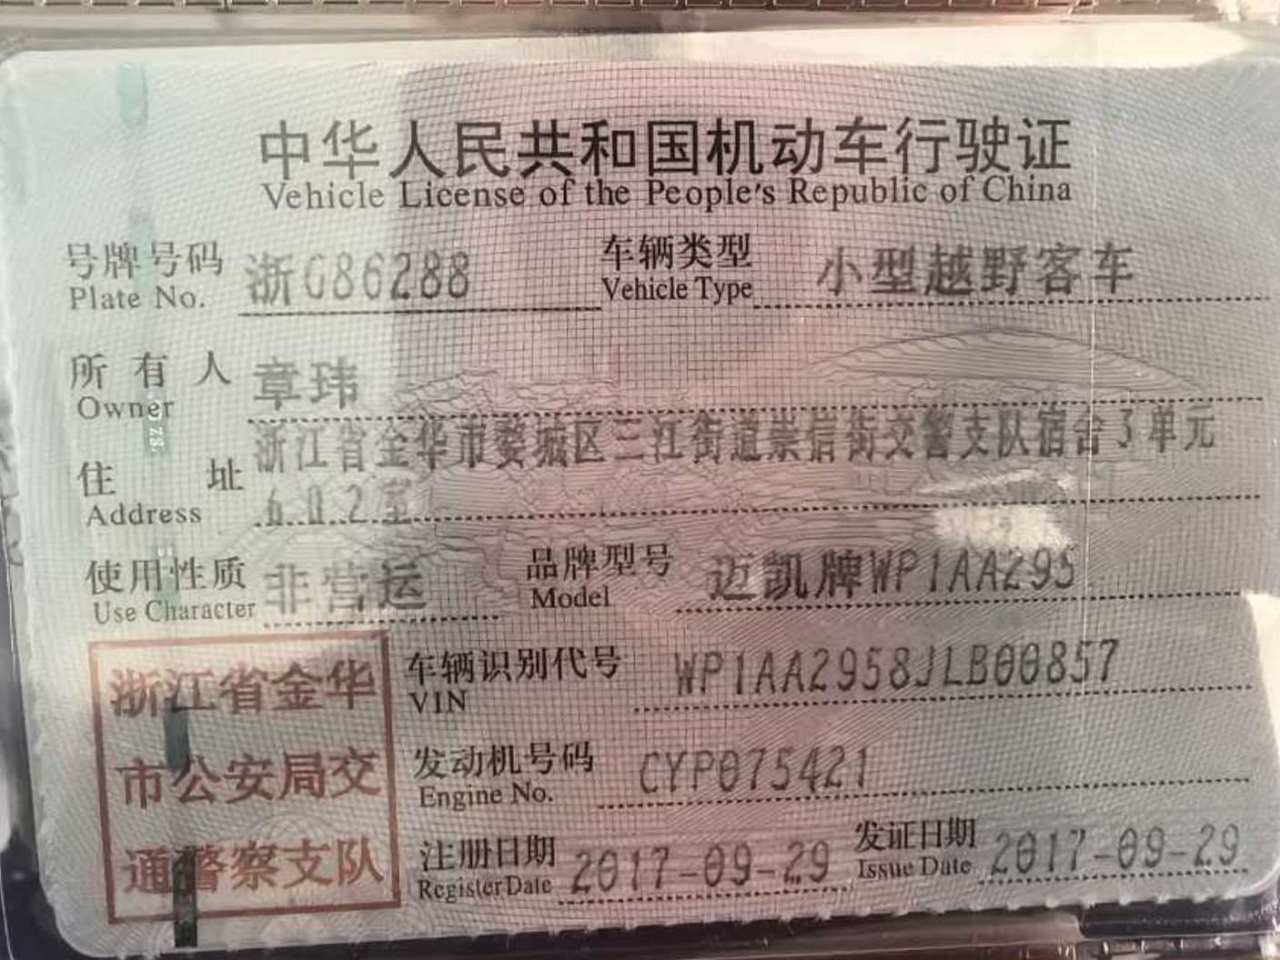 中华人民共和国机动车行驶证
Vehicle License of the People's Republic of China
号牌号码 浙G86288 车辆类型 小型越野客车
Plate No. Vehicle Type
所有人 章玮
Owner
住址 浙江省金华市婺城区三江街道崇信街交警支队宿舍3单元
Address 602室
使用性质 非营运 品牌型号 迈凯牌WP1AA295
Use Character Model
浙江省金华
市公安局交
通警察支队
车辆识别代号 WP1AA2958JLB00857
VIN
发动机号码 CYP075421
Engine No.
注册日期 2017-09-29 发证日期 2017-09-29
Register Date Issue Date